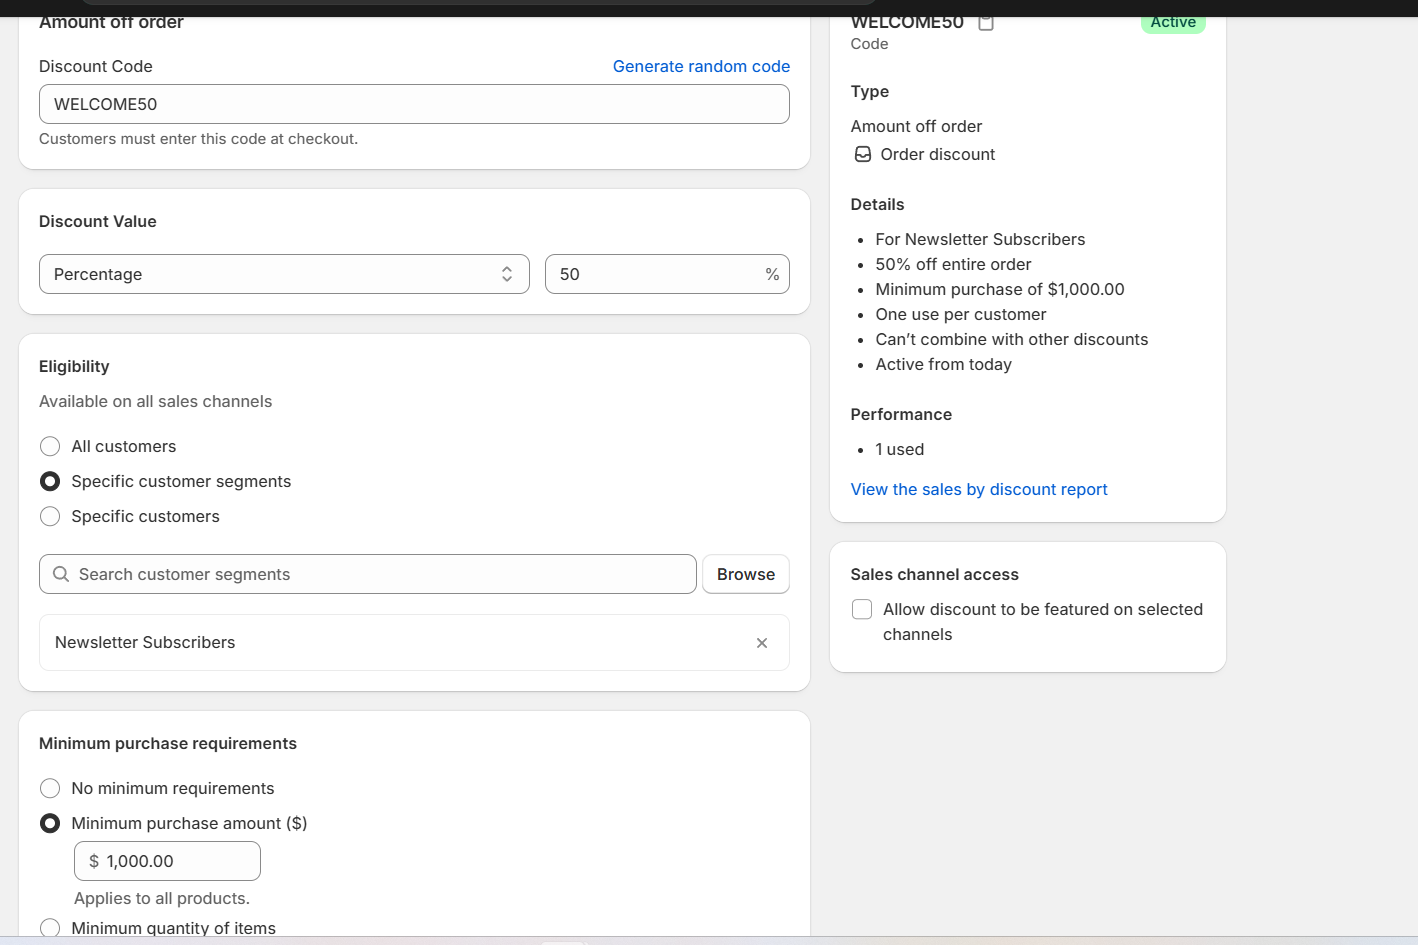 Amount off order
Discount Code
Generate random code
WELCOME50
Customers must enter this code at checkout.
Discount Value
Percentage
50 %
Eligibility
Available on all sales channels
All customers
Specific customer segments
Specific customers
Search customer segments
Browse
Newsletter Subscribers
Minimum purchase requirements
No minimum requirements
Minimum purchase amount ($)
$ 1,000.00
Applies to all products.
Minimum quantity of items
WELCOME50
Active
Code
Type
Amount off order
Order discount
Details
• For Newsletter Subscribers
• 50% off entire order
• Minimum purchase of $1,000.00
• One use per customer
• Can’t combine with other discounts
• Active from today
Performance
• 1 used
View the sales by discount report
Sales channel access
Allow discount to be featured on selected
channels